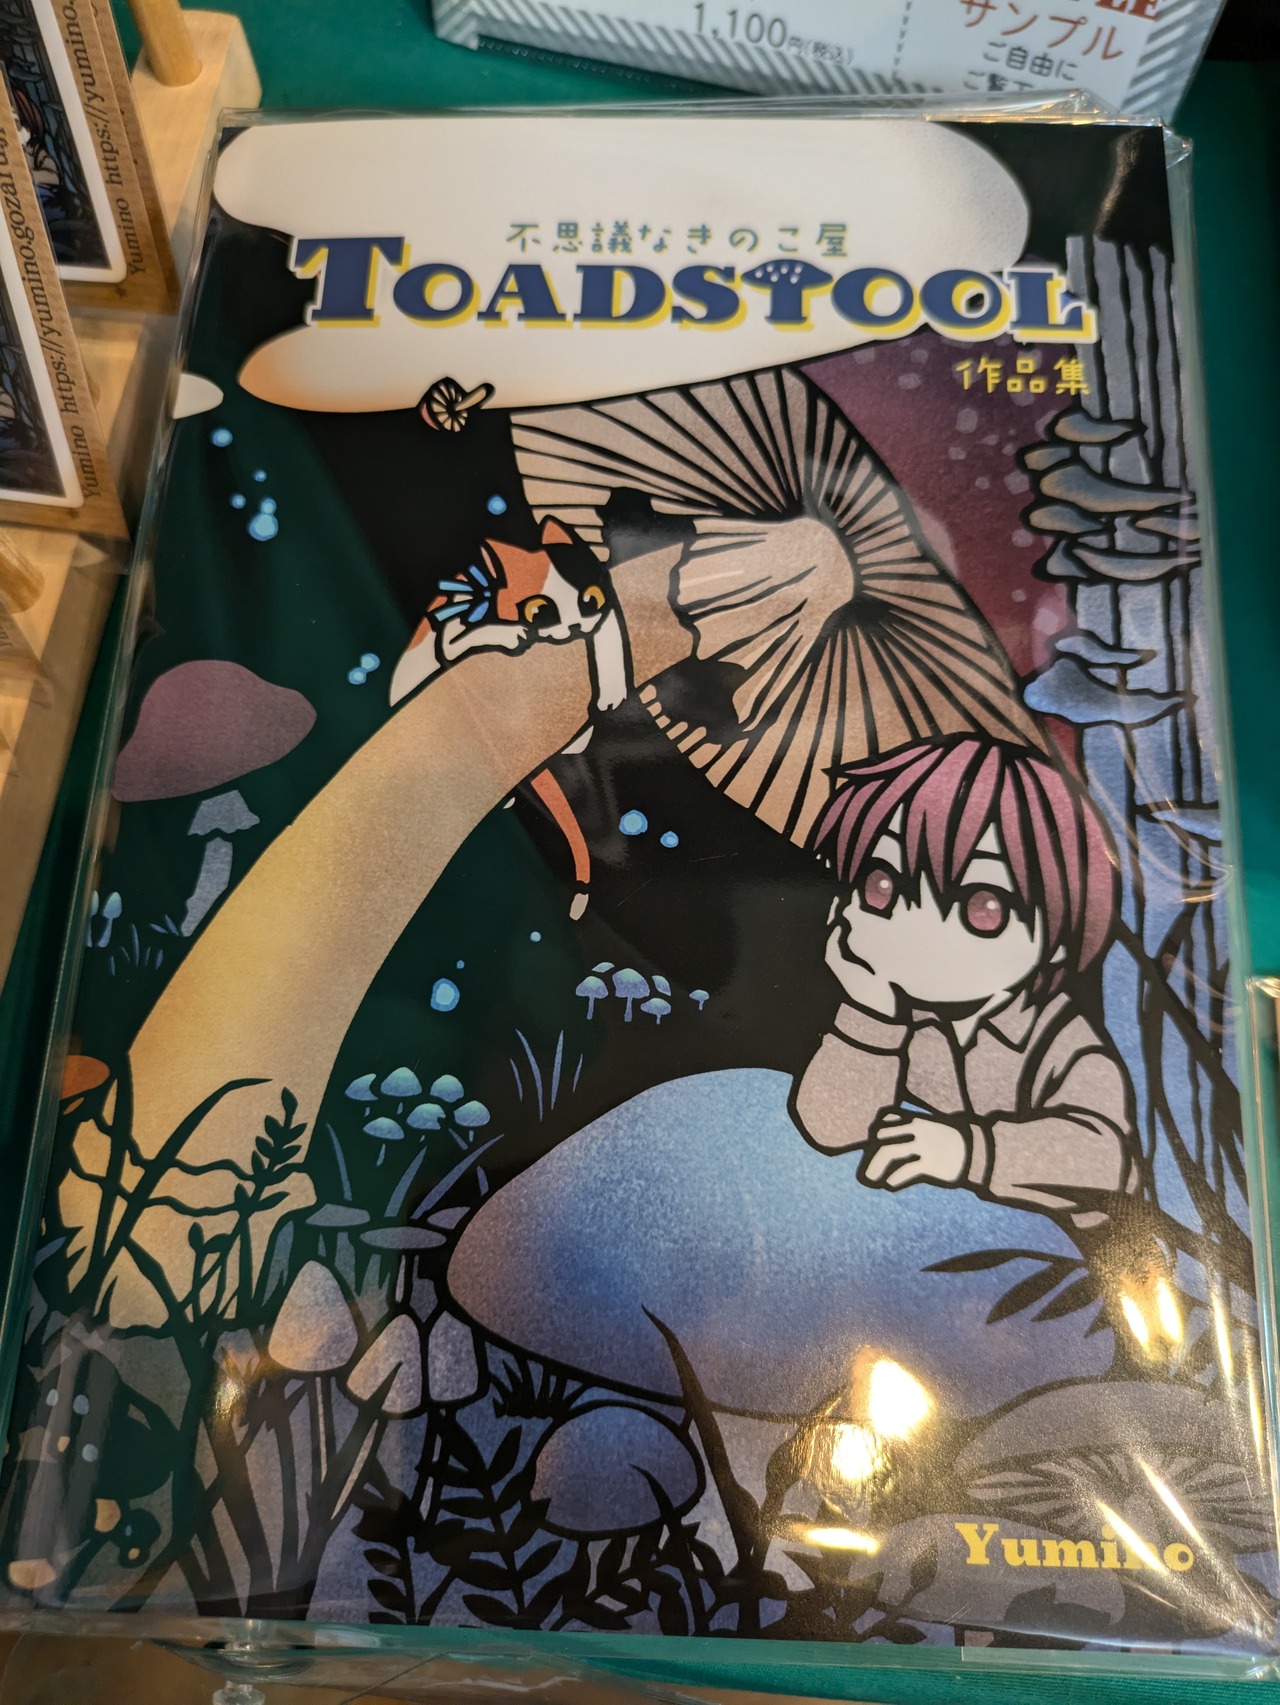 1,100円(税込)
サンプル
ご自由に
不思議なきのこ屋
TOADSTOOL
作品集
Yumino
Yumino https://yumino.
Yumino https://yumino.gozaru.